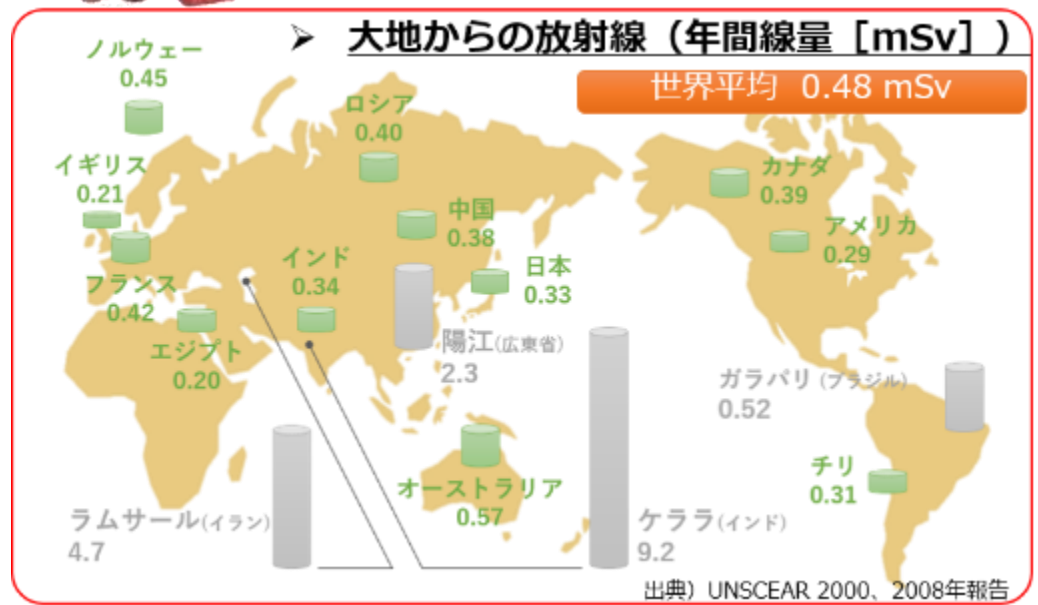 ➤ 大地からの放射線（年間線量［mSv］）
世界平均 0.48 mSv
ノルウェー
0.45
ロシア
0.40
イギリス
0.21
カナダ
0.39
中国
0.38
アメリカ
0.29
インド
0.34
日本
0.33
フランス
0.42
エジプト
0.20
陽江(広東省)
2.3
ガラパリ (ブラジル)
0.52
チリ
0.31
オーストラリア
0.57
ラムサール(イラン)
4.7
ケララ(インド)
9.2
出典）UNSCEAR 2000、2008年報告